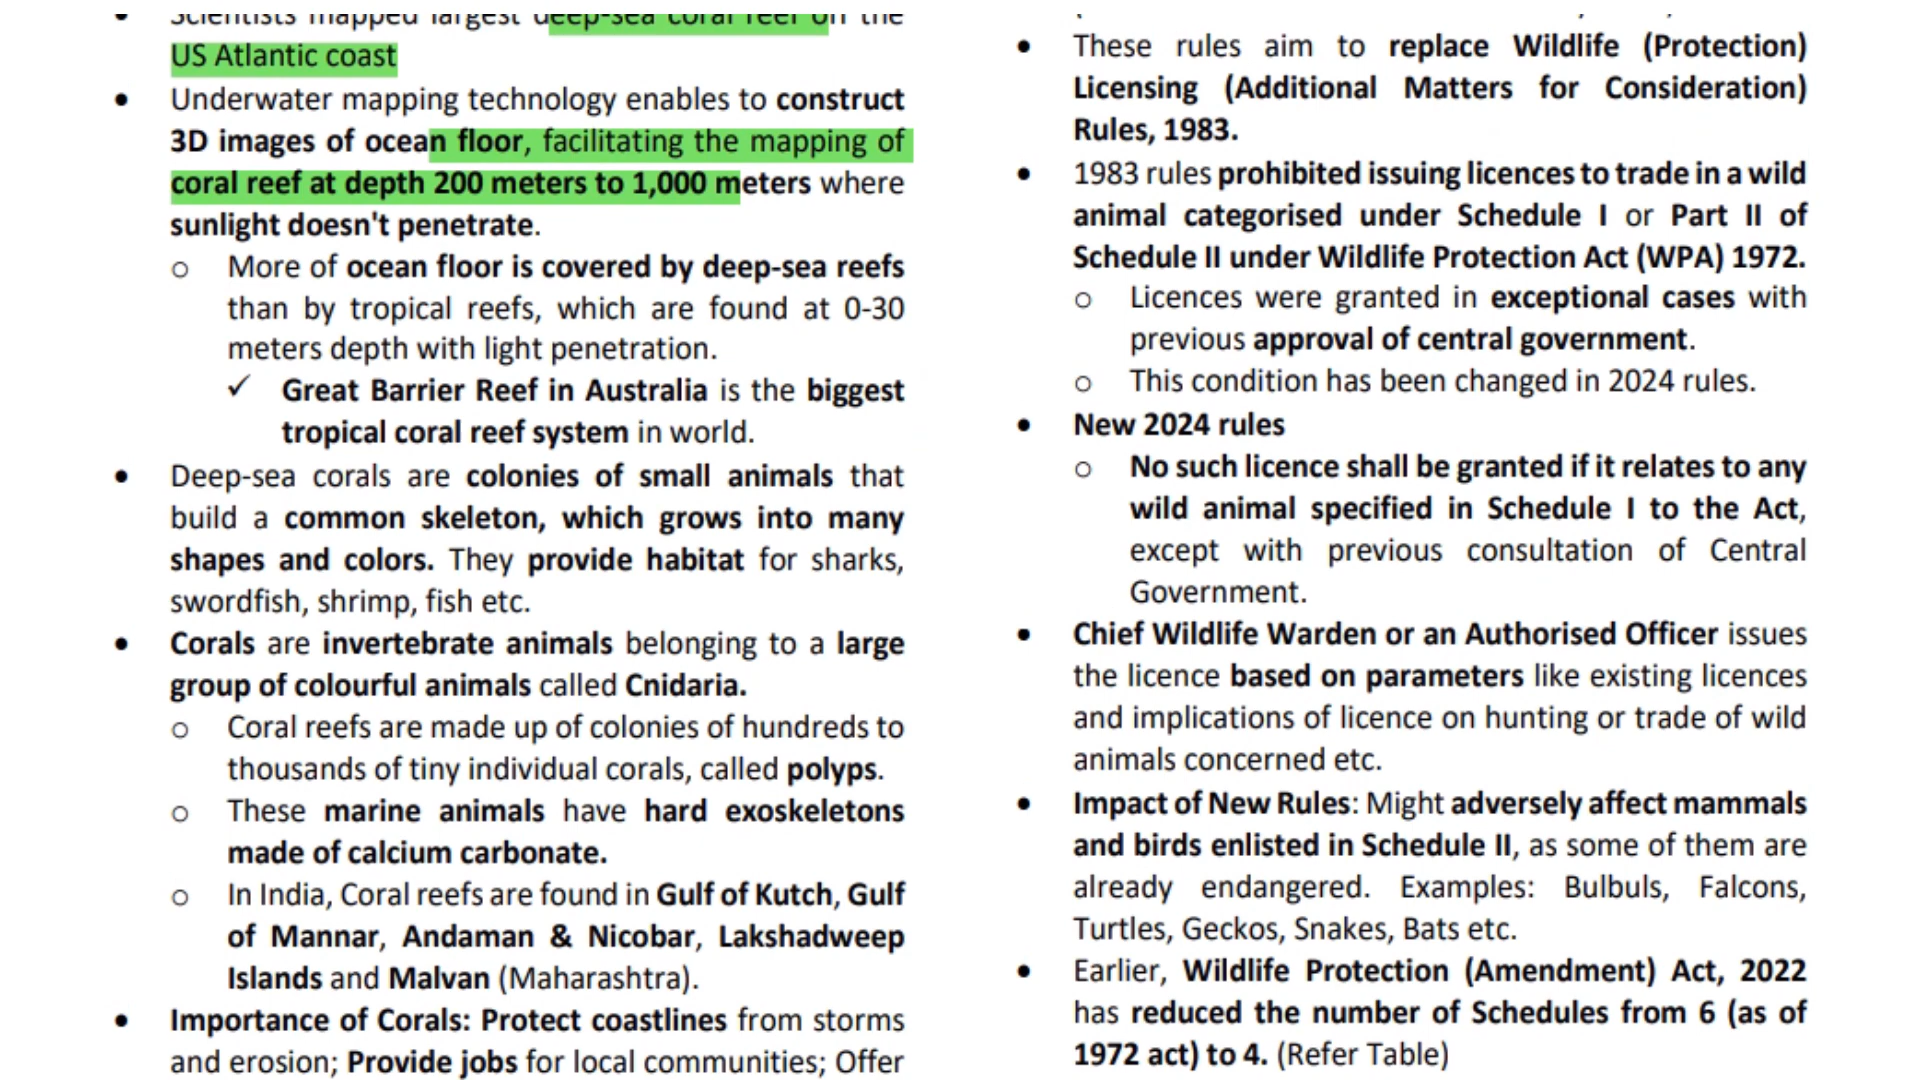 Scientists mapped largest deep-sea coral reef on the
US Atlantic coast
• Underwater mapping technology enables to construct
3D images of ocean floor, facilitating the mapping of
coral reef at depth 200 meters to 1,000 meters where
sunlight doesn't penetrate.
o More of ocean floor is covered by deep-sea reefs
than by tropical reefs, which are found at 0-30
meters depth with light penetration.
✓ Great Barrier Reef in Australia is the biggest
tropical coral reef system in world.
• Deep-sea corals are colonies of small animals that
build a common skeleton, which grows into many
shapes and colors. They provide habitat for sharks,
swordfish, shrimp, fish etc.
• Corals are invertebrate animals belonging to a large
group of colourful animals called Cnidaria.
o Coral reefs are made up of colonies of hundreds to
thousands of tiny individual corals, called polyps.
o These marine animals have hard exoskeletons
made of calcium carbonate.
o In India, Coral reefs are found in Gulf of Kutch, Gulf
of Mannar, Andaman & Nicobar, Lakshadweep
Islands and Malvan (Maharashtra).
• Importance of Corals: Protect coastlines from storms
and erosion; Provide jobs for local communities; Offer
• These rules aim to replace Wildlife (Protection)
Licensing (Additional Matters for Consideration)
Rules, 1983.
• 1983 rules prohibited issuing licences to trade in a wild
animal categorised under Schedule I or Part II of
Schedule II under Wildlife Protection Act (WPA) 1972.
o Licences were granted in exceptional cases with
previous approval of central government.
o This condition has been changed in 2024 rules.
• New 2024 rules
o No such licence shall be granted if it relates to any
wild animal specified in Schedule I to the Act,
except with previous consultation of Central
Government.
• Chief Wildlife Warden or an Authorised Officer issues
the licence based on parameters like existing licences
and implications of licence on hunting or trade of wild
animals concerned etc.
• Impact of New Rules: Might adversely affect mammals
and birds enlisted in Schedule II, as some of them are
already endangered. Examples: Bulbuls, Falcons,
Turtles, Geckos, Snakes, Bats etc.
• Earlier, Wildlife Protection (Amendment) Act, 2022
has reduced the number of Schedules from 6 (as of
1972 act) to 4. (Refer Table)